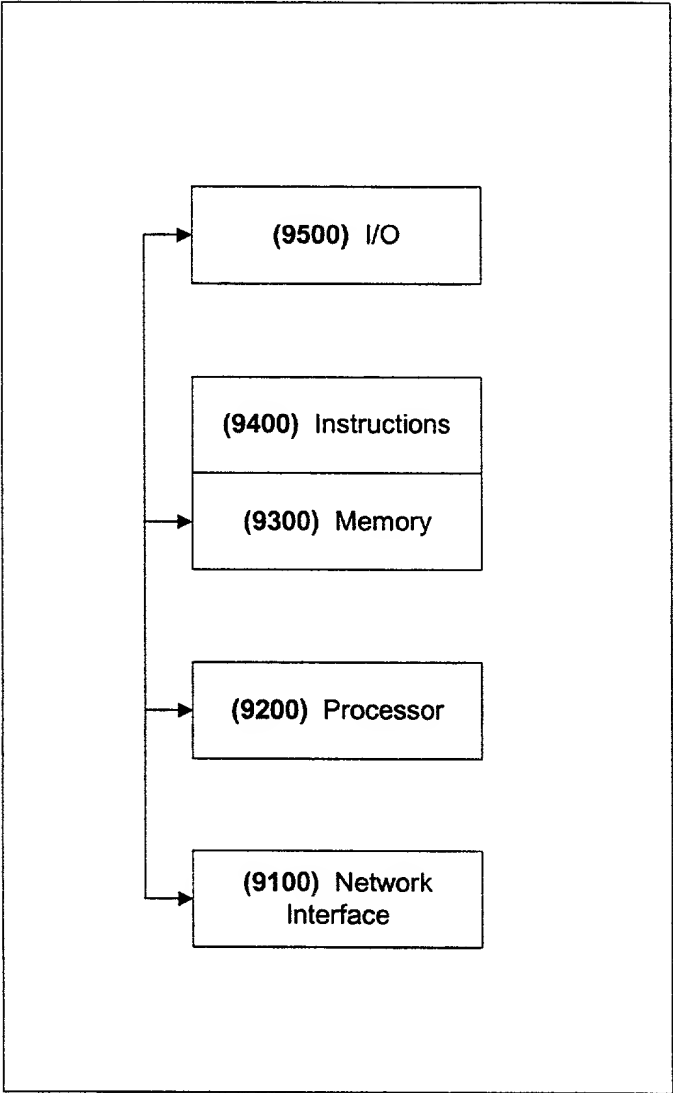 (9500) I/O
(9400) Instructions
(9300) Memory
(9200) Processor
(9100) Network
Interface